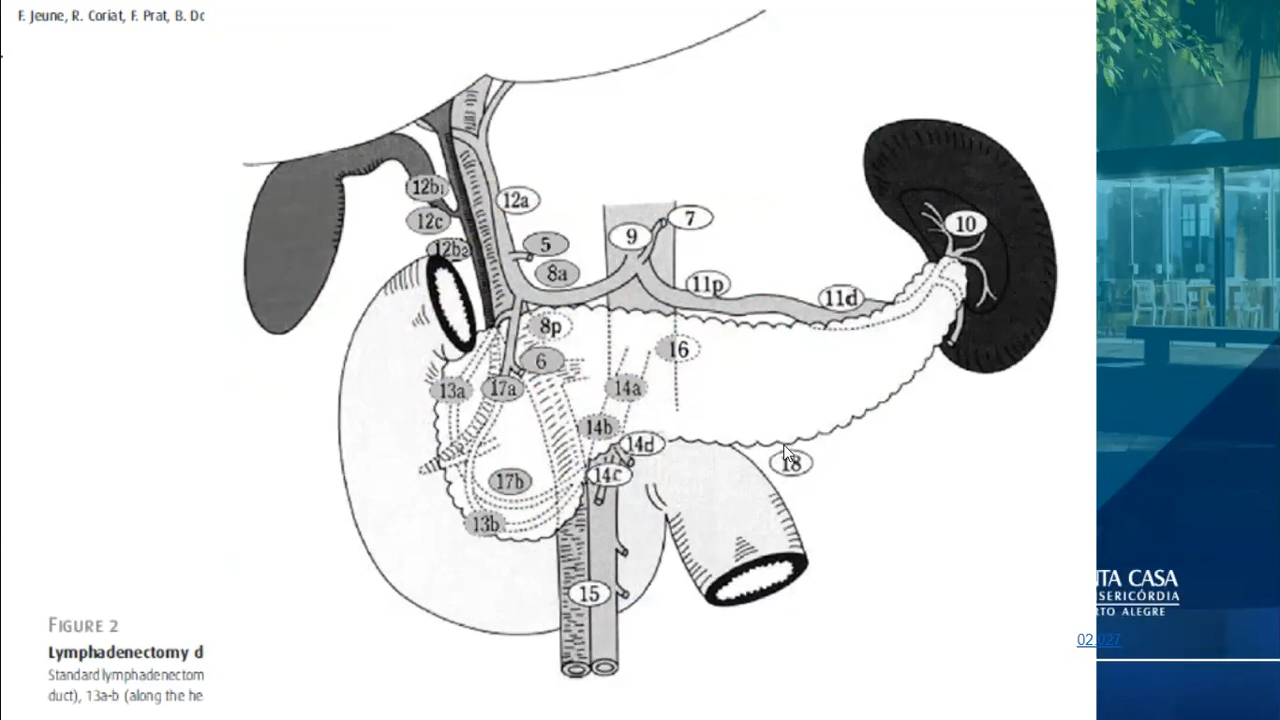 F. Jeune, R. Coriat, F. Prat, B. Do
12b1
12a
12c
7
10
9
5
12b2
8a
11p
11d
8p
16
6
13a
17a
14a
14b
14d
18
14c
17b
13b
15
NTA CASA
SERICÓRDIA
RTO ALEGRE
FIGURE 2
02
027
Lymphadenectomy d
Standard lymphadenectom
duct), 13a-b (along the he